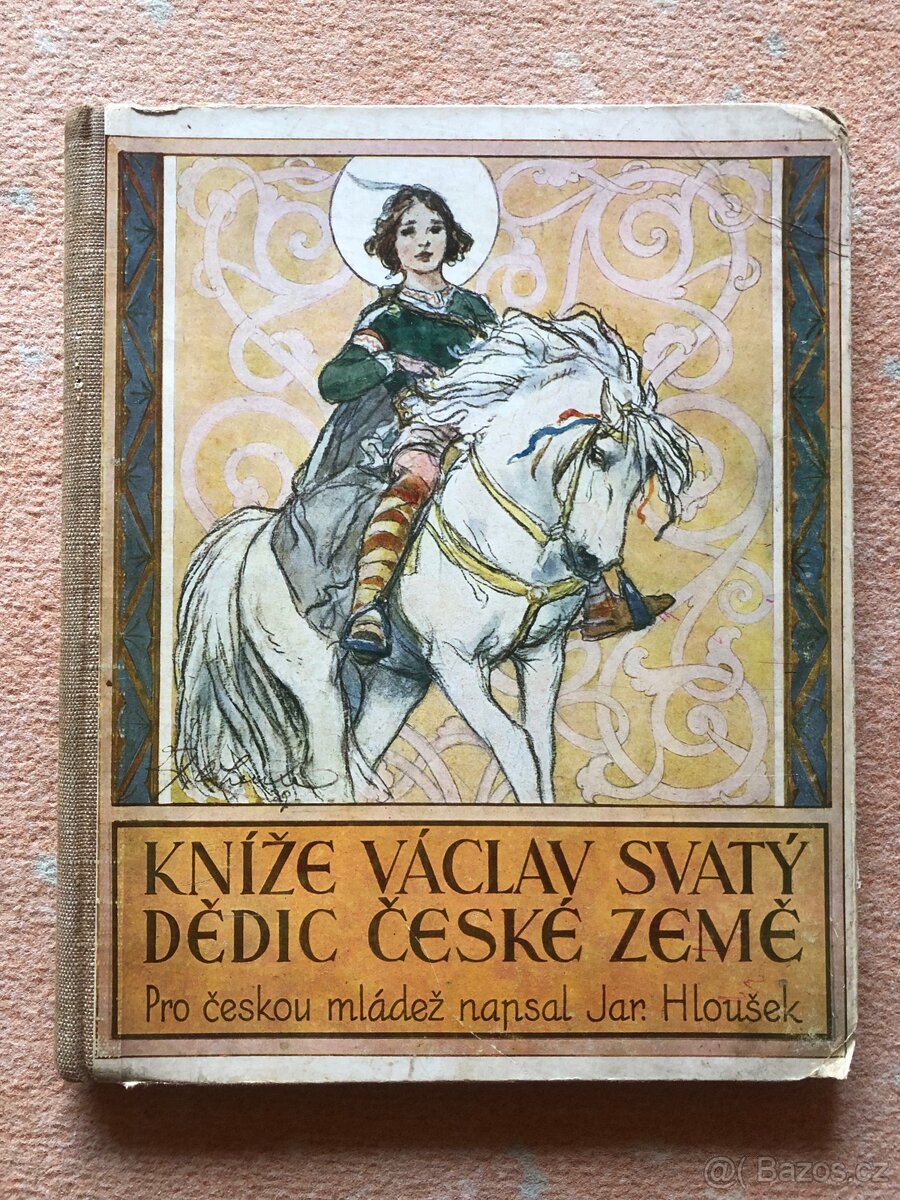 KNÍŽE VÁCLAV SVATÝ
DĚDIC ČESKÉ ZEMĚ
Pro českou mládež napsal Jar. Hloušek
@( Bazos.cz